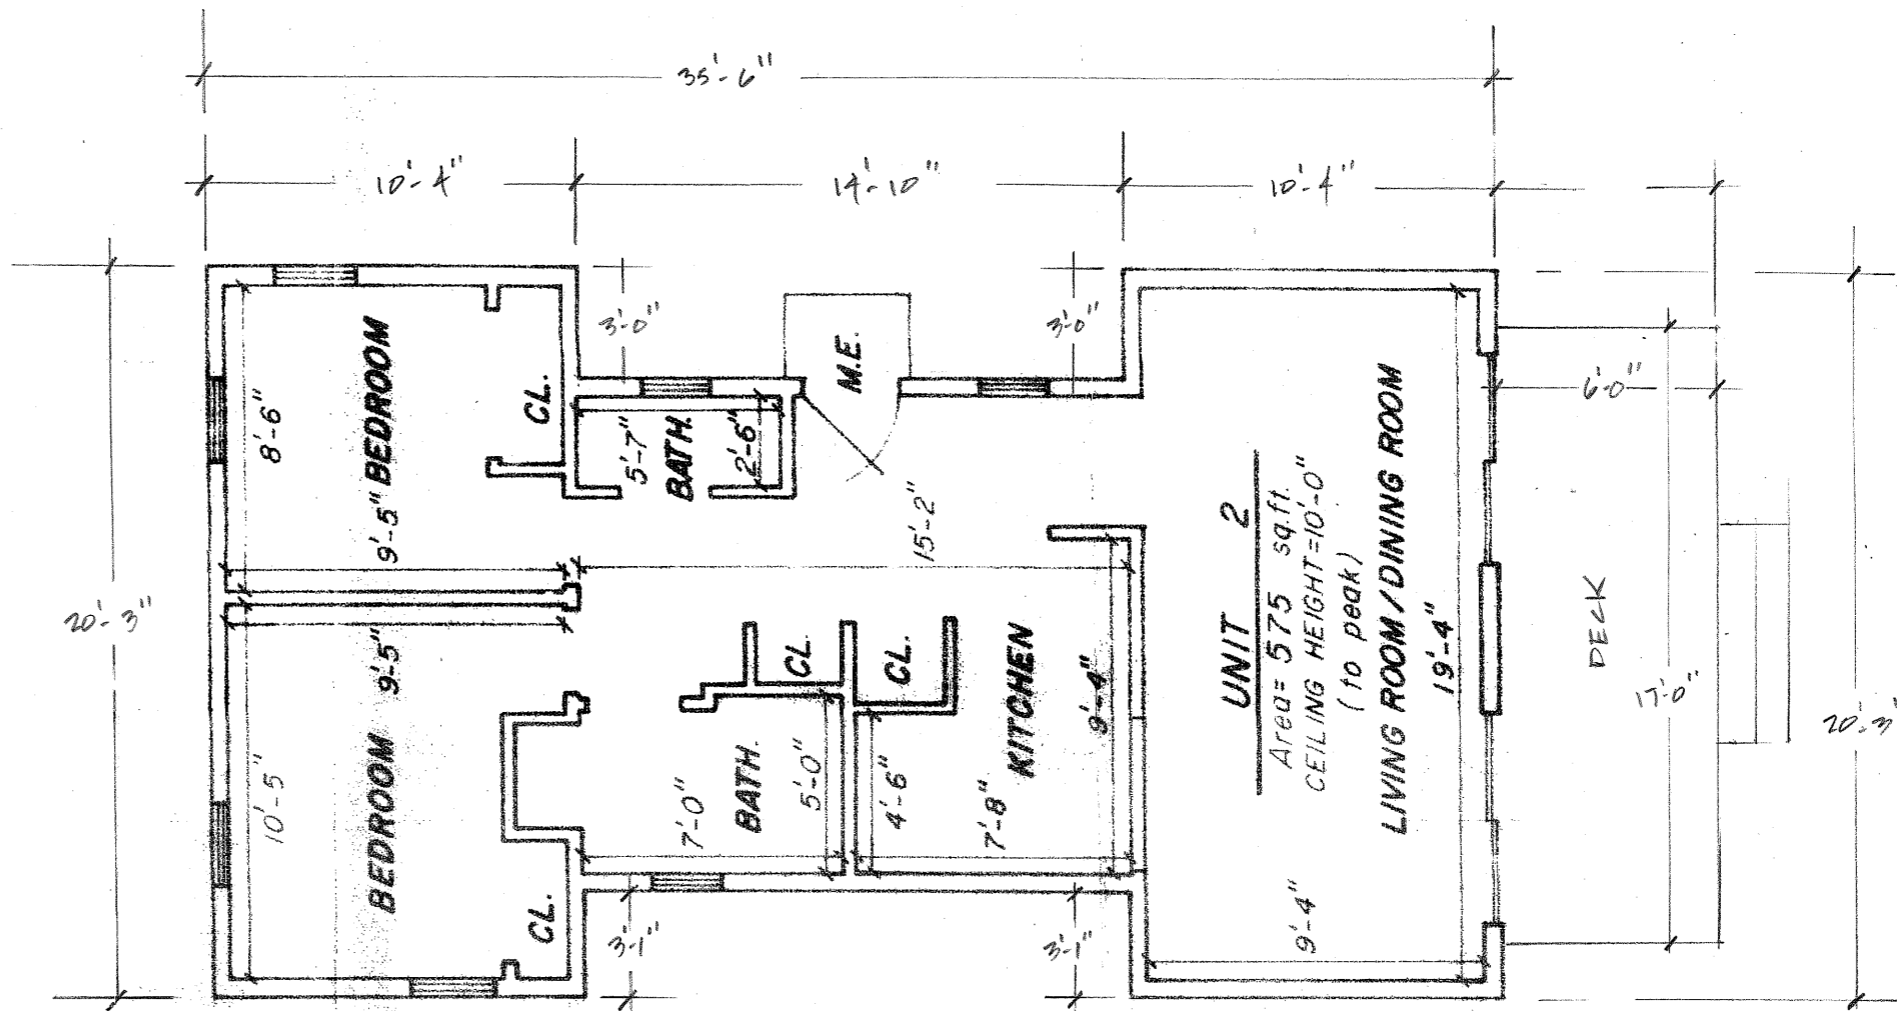 35'-6"
10'-4"
14'-10"
10'-4"
3'-0"
3'-0"
6'-0"
20'-3"
BEDROOM
8'-6"
9'-5"
CL.
BATH.
5'-7"
2'-6"
M.E.
15'-2"
UNIT 2
Area= 575 sq.ft.
CEILING HEIGHT=10'-0"
(to peak)
LIVING ROOM/DINING ROOM
19'-4"
9'-4"
DECK
17'-0"
20'-3"
BEDROOM
9'-5"
10'-5"
CL.
CL.
CL.
KITCHEN
9'-4"
7'-0"
BATH.
5'-0"
4'-6"
7'-8"
3'-1"
3'-1"